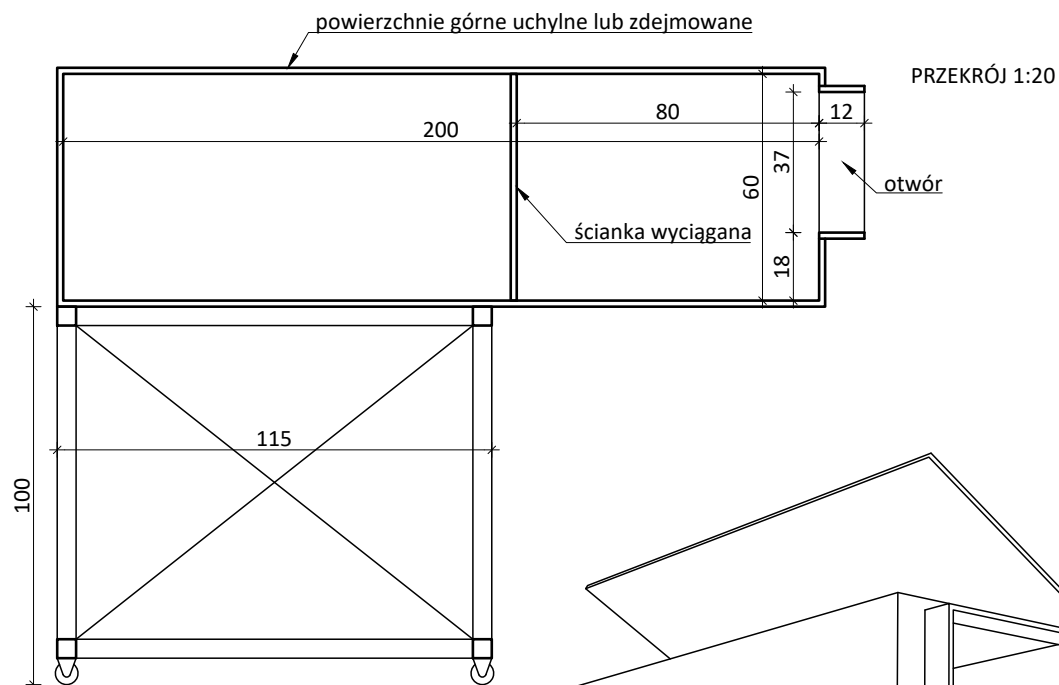 powierzchnie górne uchylne lub zdejmowane
PRZEKRÓJ 1:20
80
12
200
37
60
otwór
ścianka wyciągana
18
115
100